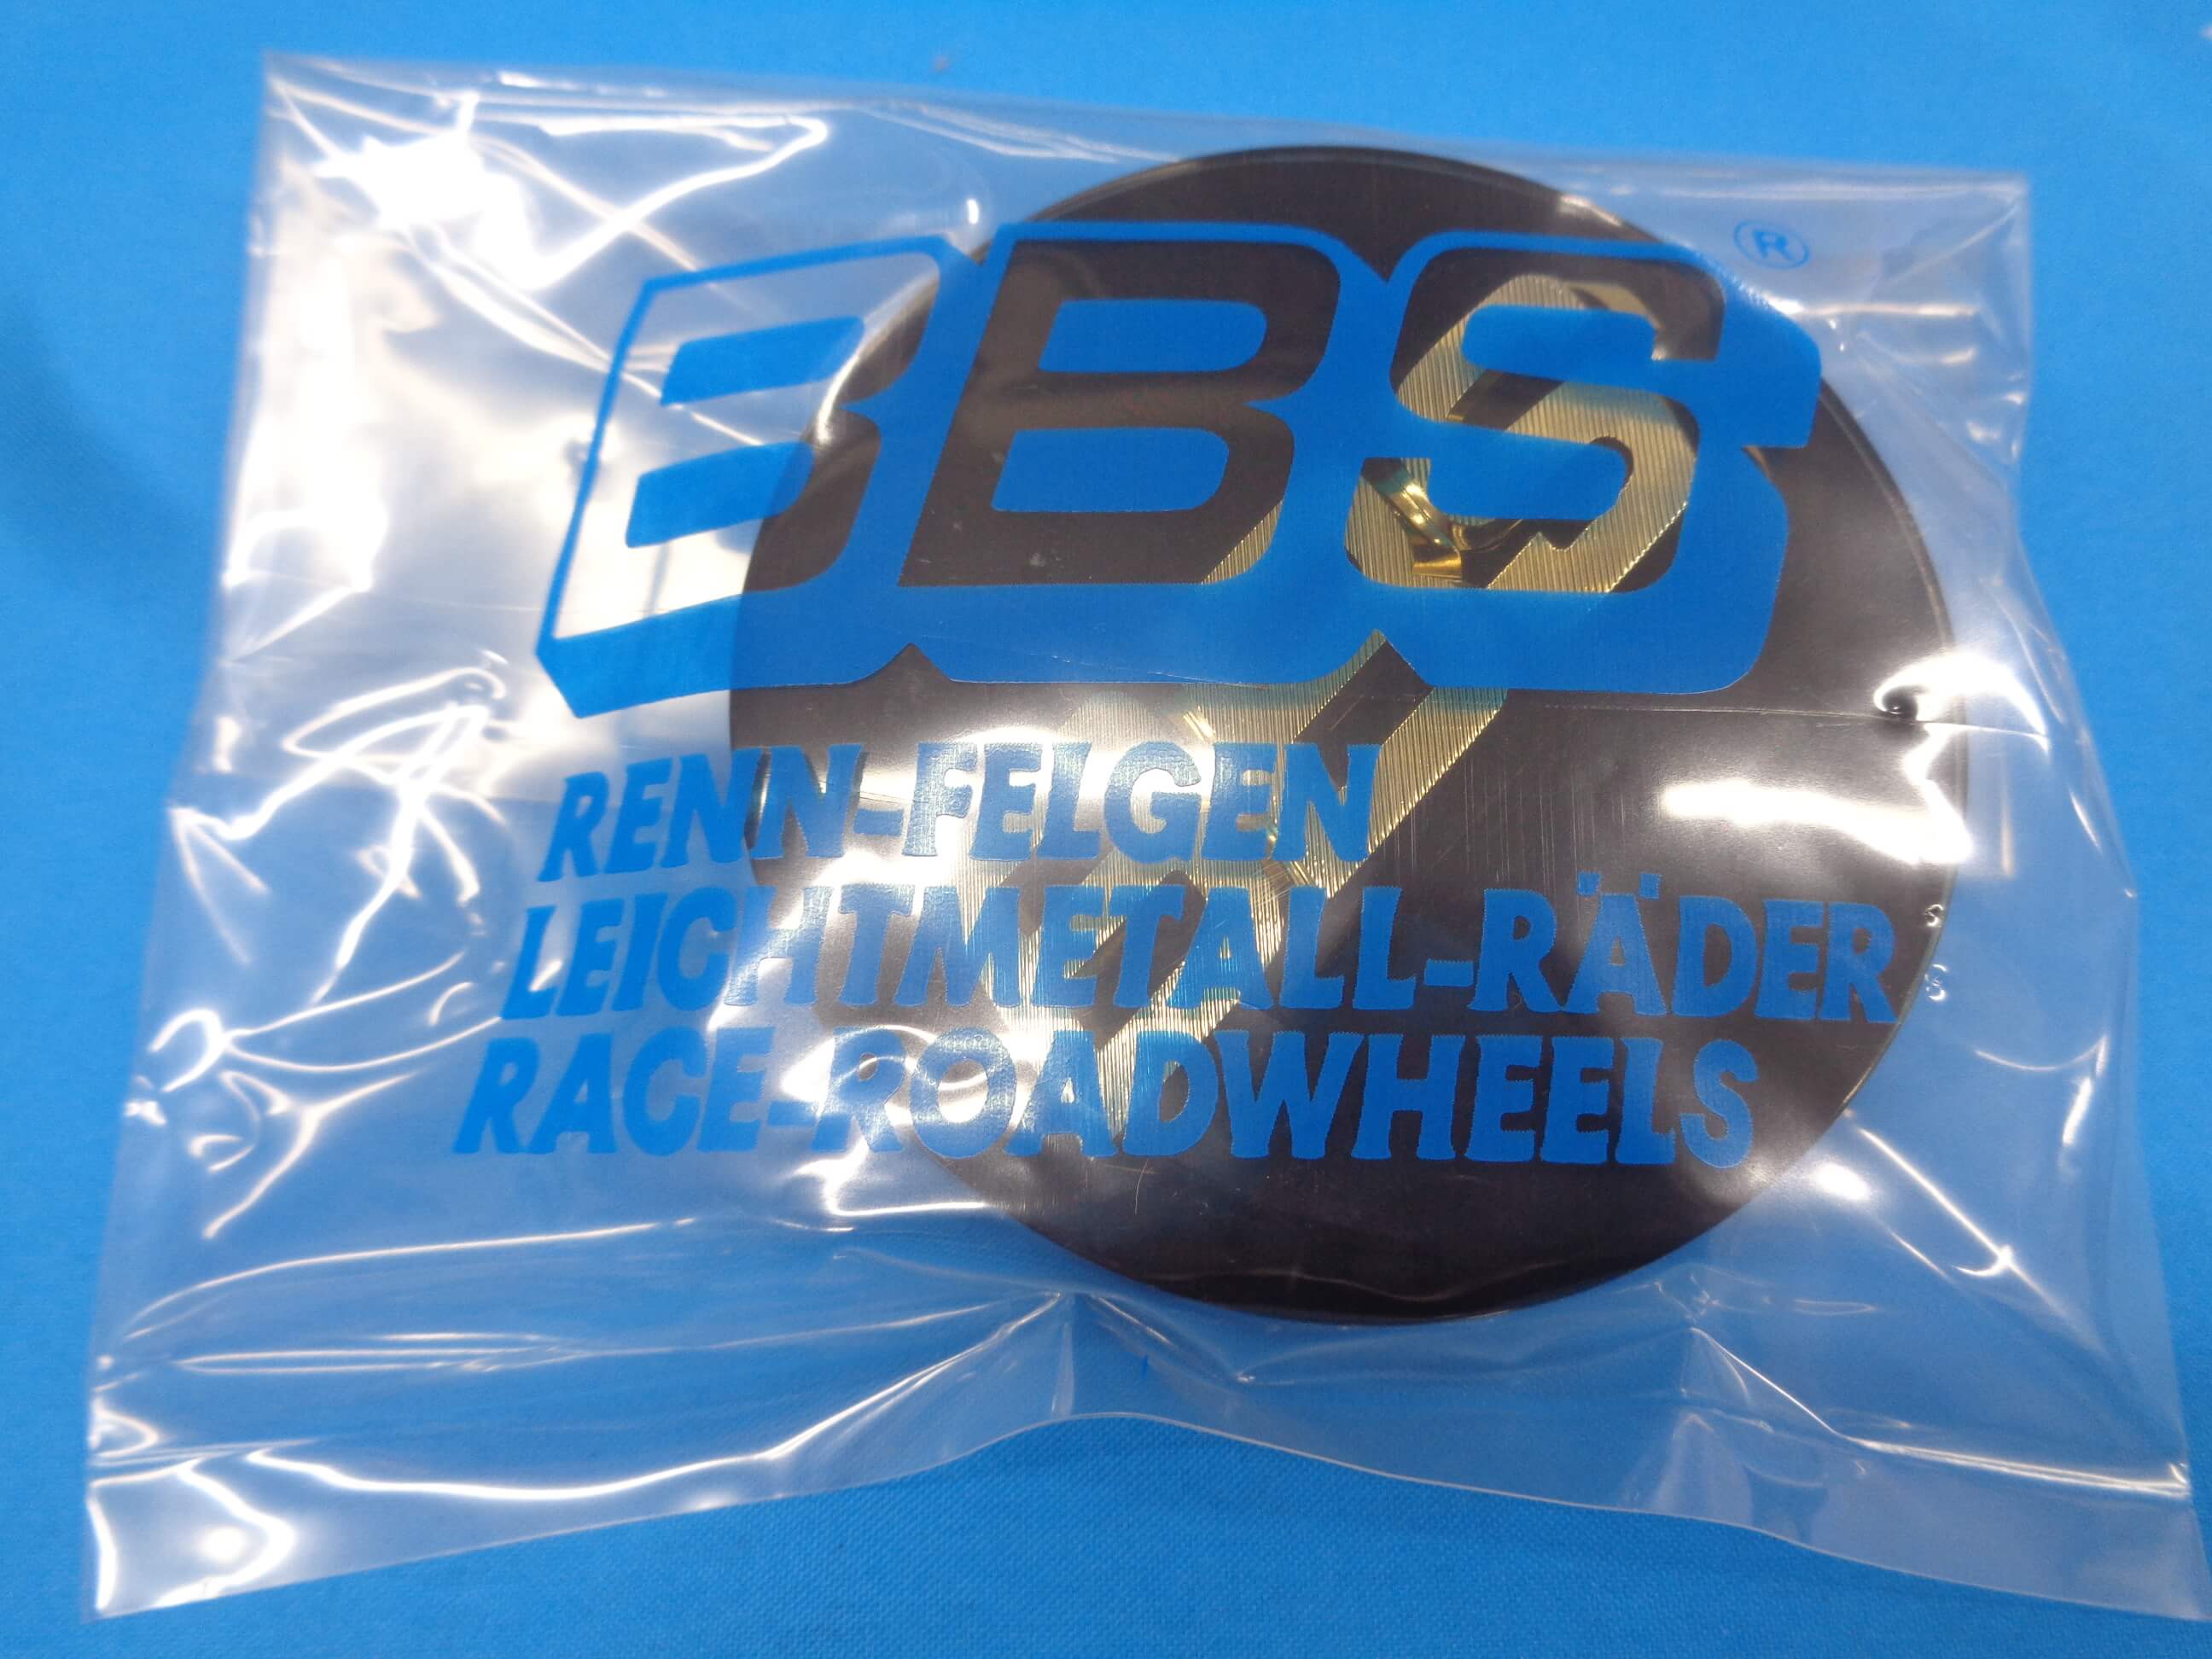 BBS ®
RENN-FELGEN
LEICHTMETALL-RÄDER
RACE-ROADWHEELS